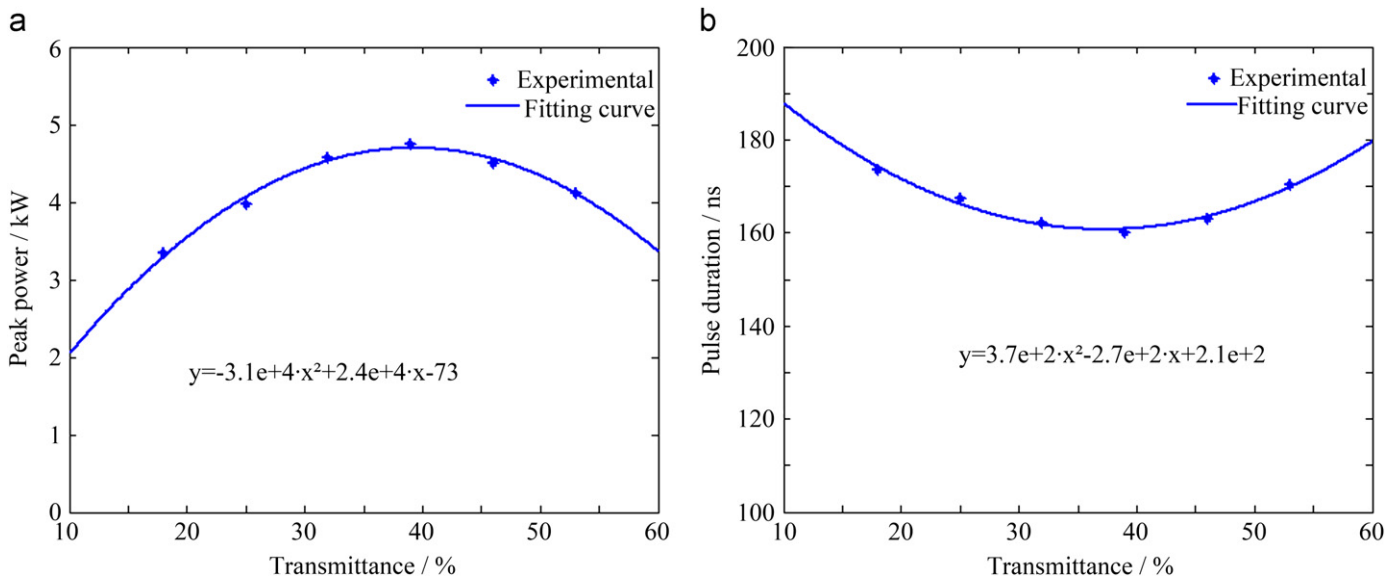 a
6
5
4
3
2
1
0
Peak power / kW
Experimental
Fitting curve
y=-3.1e+4·x²+2.4e+4·x-73
10 20 30 40 50 60
Transmittance / %
b
200
180
160
140
120
100
Pulse duration / ns
Experimental
Fitting curve
y=3.7e+2·x²-2.7e+2·x+2.1e+2
10 20 30 40 50 60
Transmittance / %